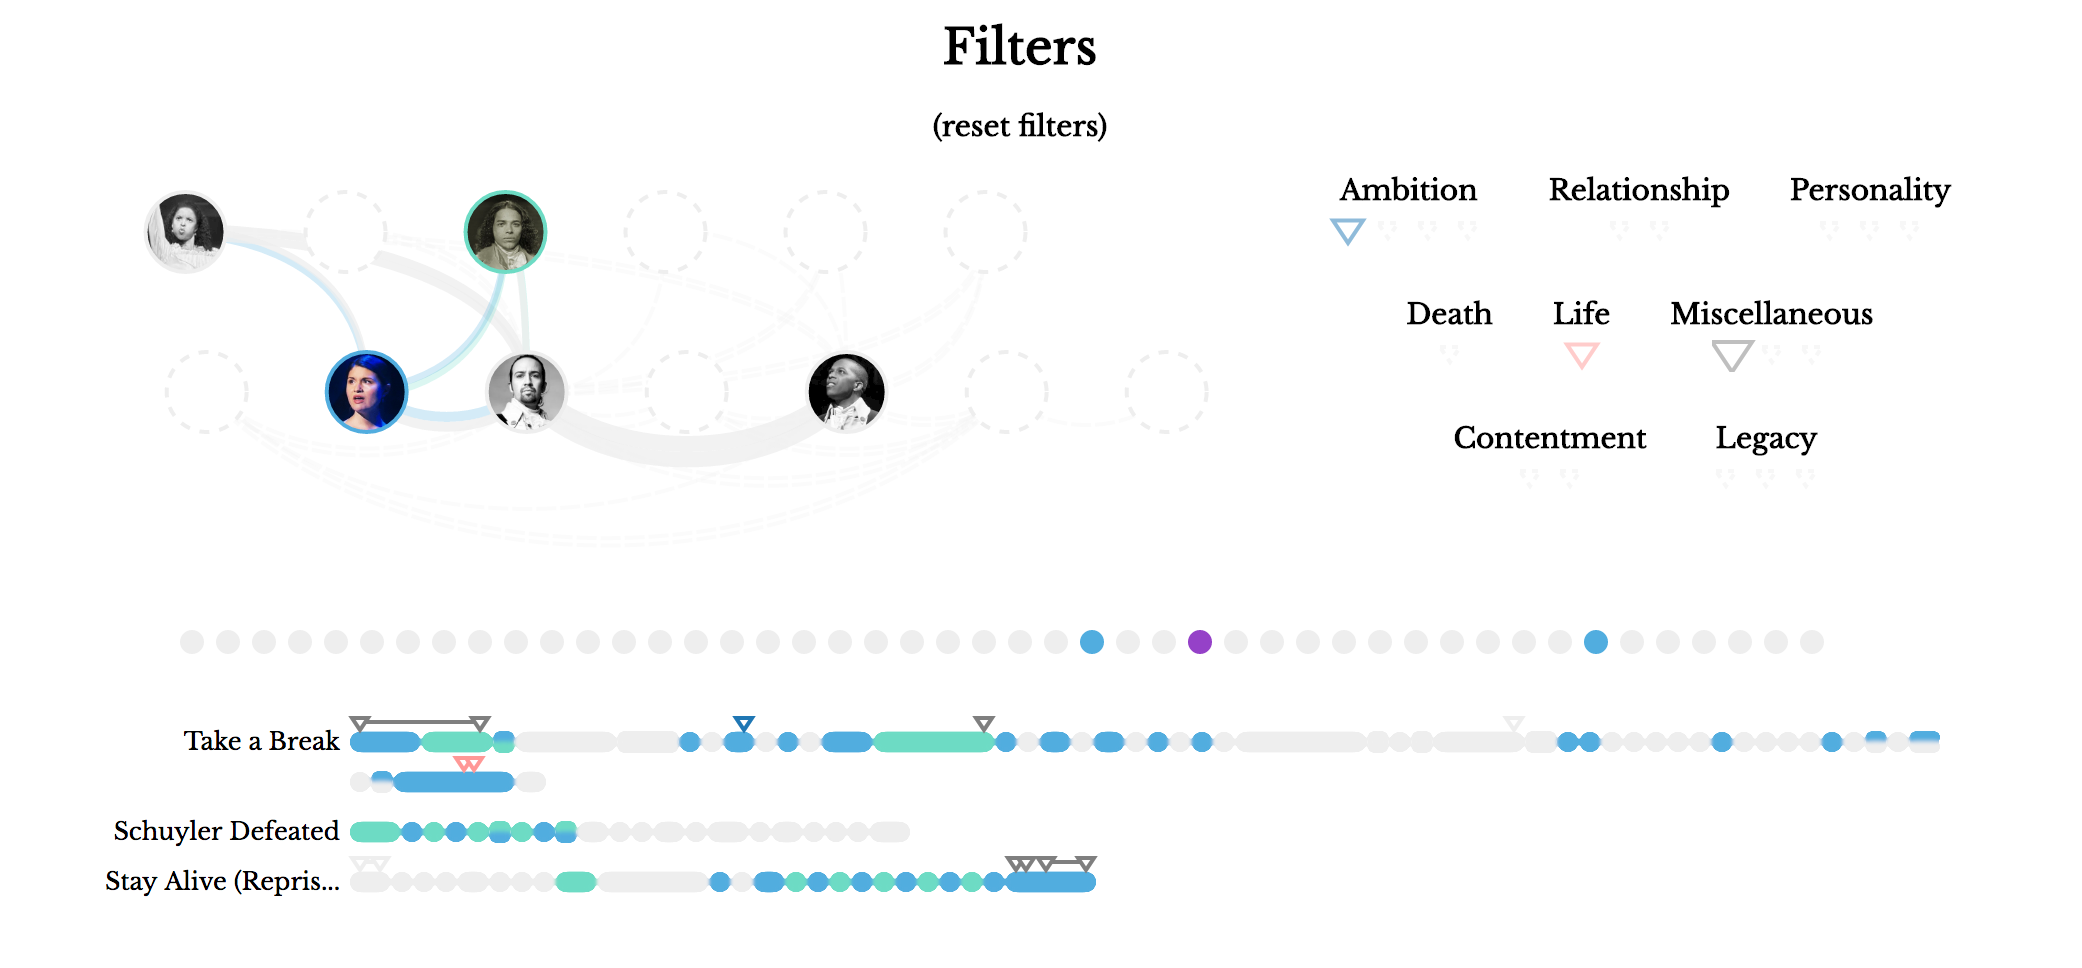 Filters
(reset filters)
Ambition Relationship Personality
Death Life Miscellaneous
Contentment Legacy
Take a Break
Schuyler Defeated
Stay Alive (Repris...